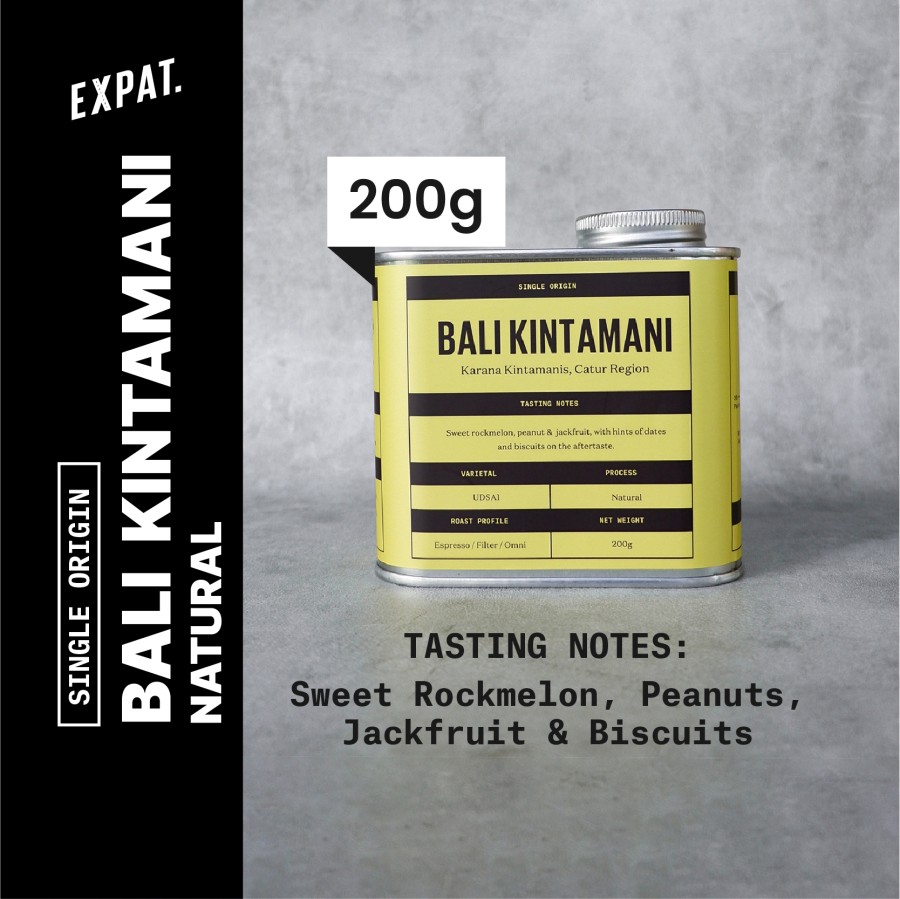 EXPAT.
SINGLE ORIGIN
BALI KINTAMANI
NATURAL
200g
SINGLE ORIGIN
BALI KINTAMANI
Karana Kintamanis, Catur Region
TASTING NOTES
Sweet rockmelon, peanut & jackfruit, with hints of dates
and biscuits on the aftertaste.
VARIETAL PROCESS
UDSAI Natural
ROAST PROFILE NET WEIGHT
Espresso / Filter / Omni 200g
TASTING NOTES:
Sweet Rockmelon, Peanuts,
Jackfruit & Biscuits